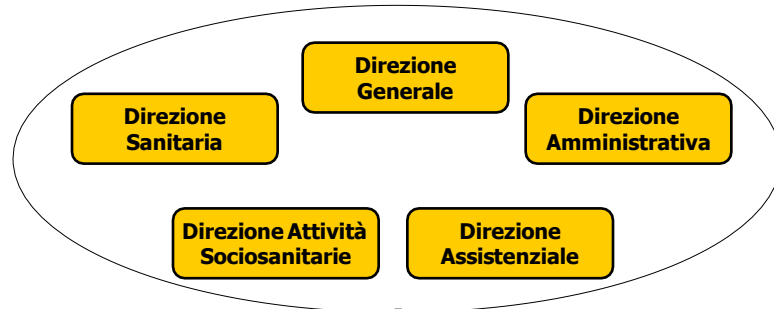 Direzione
Generale
Direzione
Sanitaria
Direzione
Amministrativa
Direzione Attività
Sociosanitarie
Direzione
Assistenziale